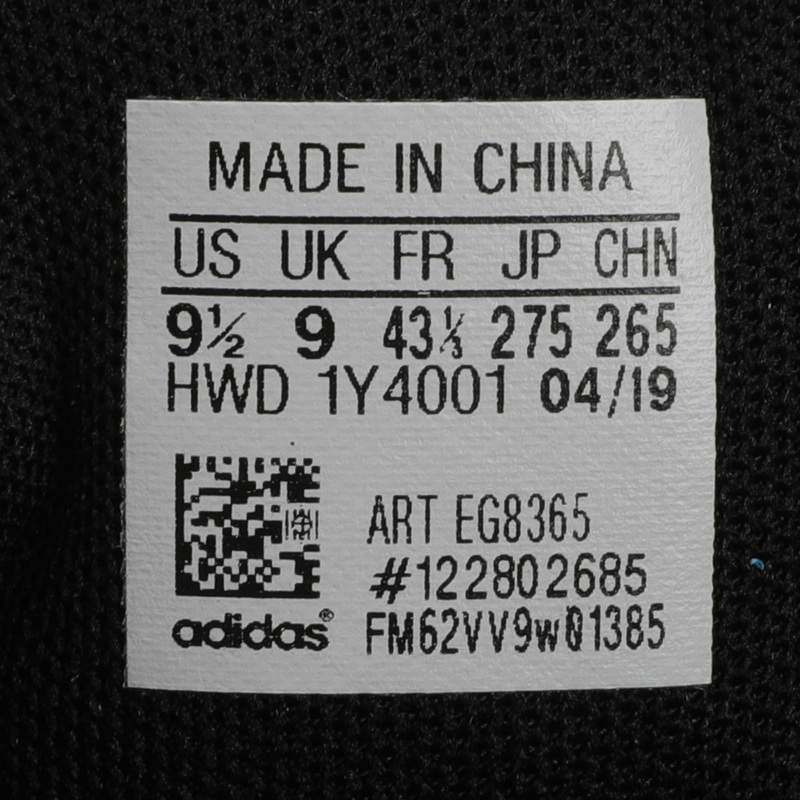 MADE IN CHINA
US UK FR JP CHN
9½ 9 43⅓ 275 265
HWD 1Y4001 04/19
ART EG8365
#122802685
adidas® FM62VV9w01385